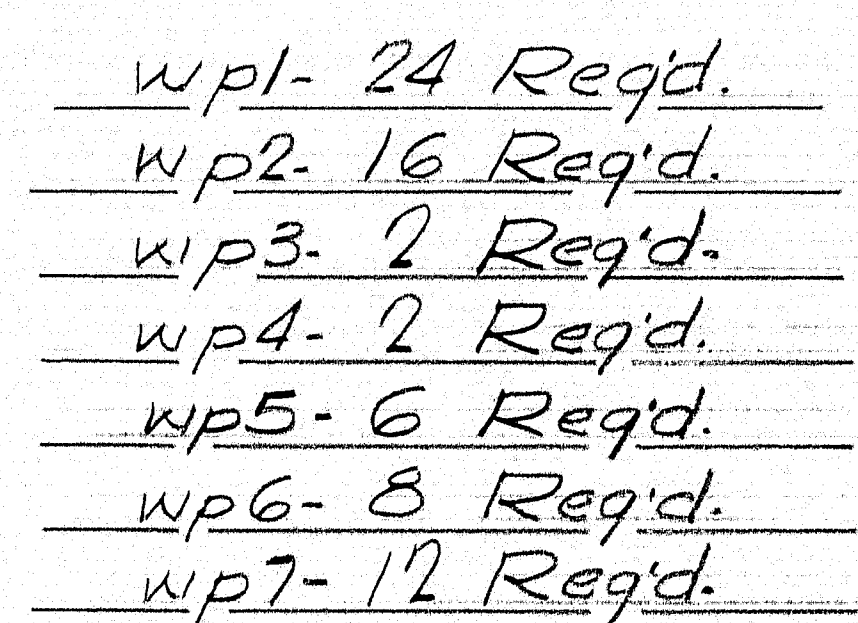 wp1- 24 Req'd.
wp2- 16 Req'd.
wp3- 2 Req'd.
wp4- 2 Req'd.
wp5- 6 Req'd.
wp6- 8 Req'd.
wp7- 12 Req'd.